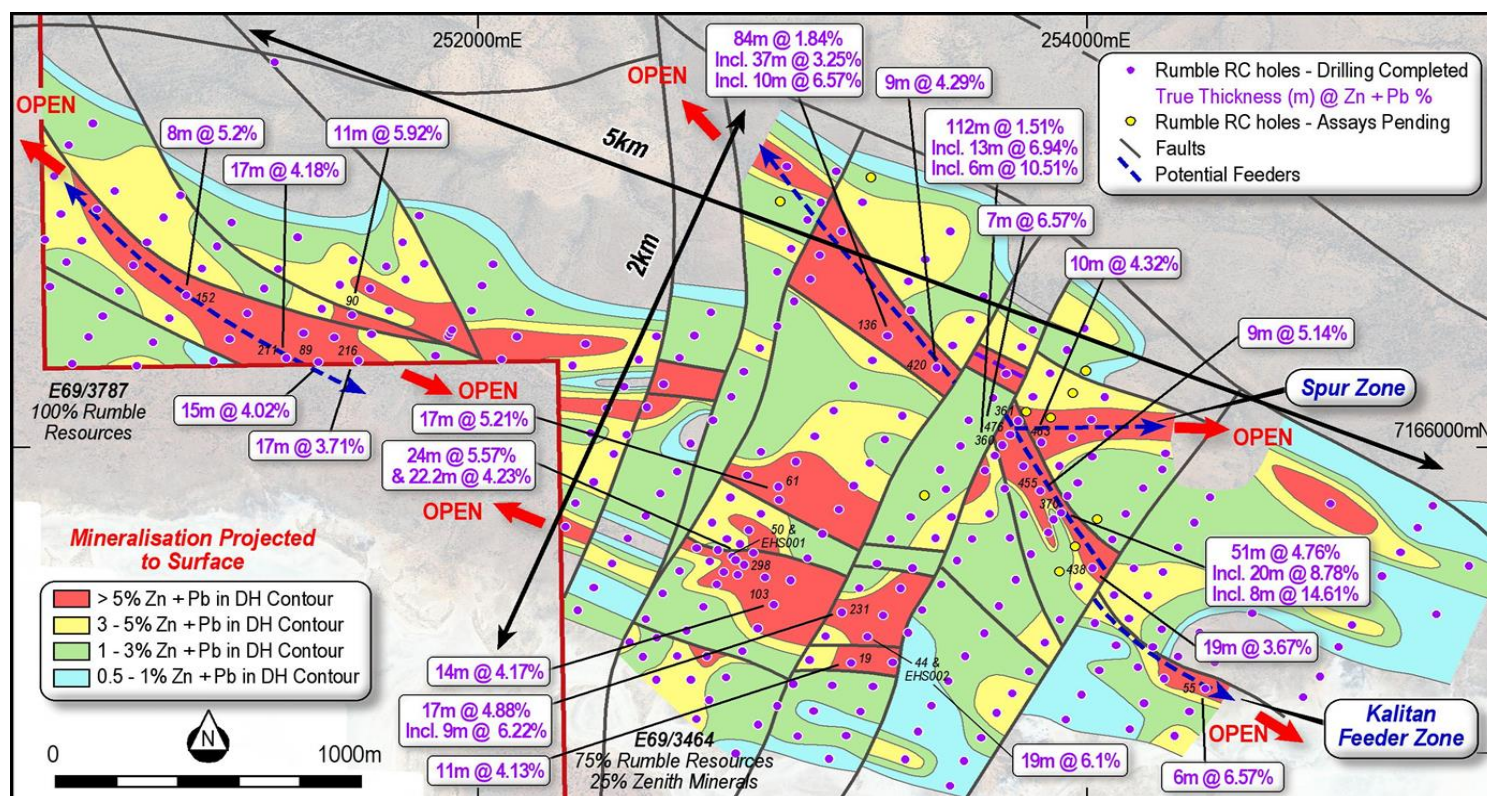 252000mE
254000mE
84m @ 1.84%
Incl. 37m @ 3.25%
Incl. 10m @ 6.57%
OPEN
OPEN
9m @ 4.29%
Rumble RC holes - Drilling Completed
True Thickness (m) @ Zn + Pb %
Rumble RC holes - Assays Pending
Faults
Potential Feeders
8m @ 5.2%
11m @ 5.92%
17m @ 4.18%
5km
2km
112m @ 1.51%
Incl. 13m @ 6.94%
Incl. 6m @ 10.51%
7m @ 6.57%
10m @ 4.32%
9m @ 5.14%
152
90
136
211
89
216
420
E69/3787
100% Rumble
Resources
OPEN
15m @ 4.02%
17m @ 3.71%
17m @ 5.21%
24m @ 5.57%
& 22.2m @ 4.23%
OPEN
361
476
360
463
Spur Zone
OPEN
7166000mN
61
455
370
50 &
EHS001
298
103
231
438
Mineralisation Projected
to Surface
> 5% Zn + Pb in DH Contour
3 - 5% Zn + Pb in DH Contour
1 - 3% Zn + Pb in DH Contour
0.5 - 1% Zn + Pb in DH Contour
51m @ 4.76%
Incl. 20m @ 8.78%
Incl. 8m @ 14.61%
19m @ 3.67%
14m @ 4.17%
19
44 &
EHS002
55
17m @ 4.88%
Incl. 9m @ 6.22%
Kalitan
Feeder Zone
OPEN
N
0
1000m
E69/3464
75% Rumble Resources
25% Zenith Minerals
11m @ 4.13%
19m @ 6.1%
6m @ 6.57%